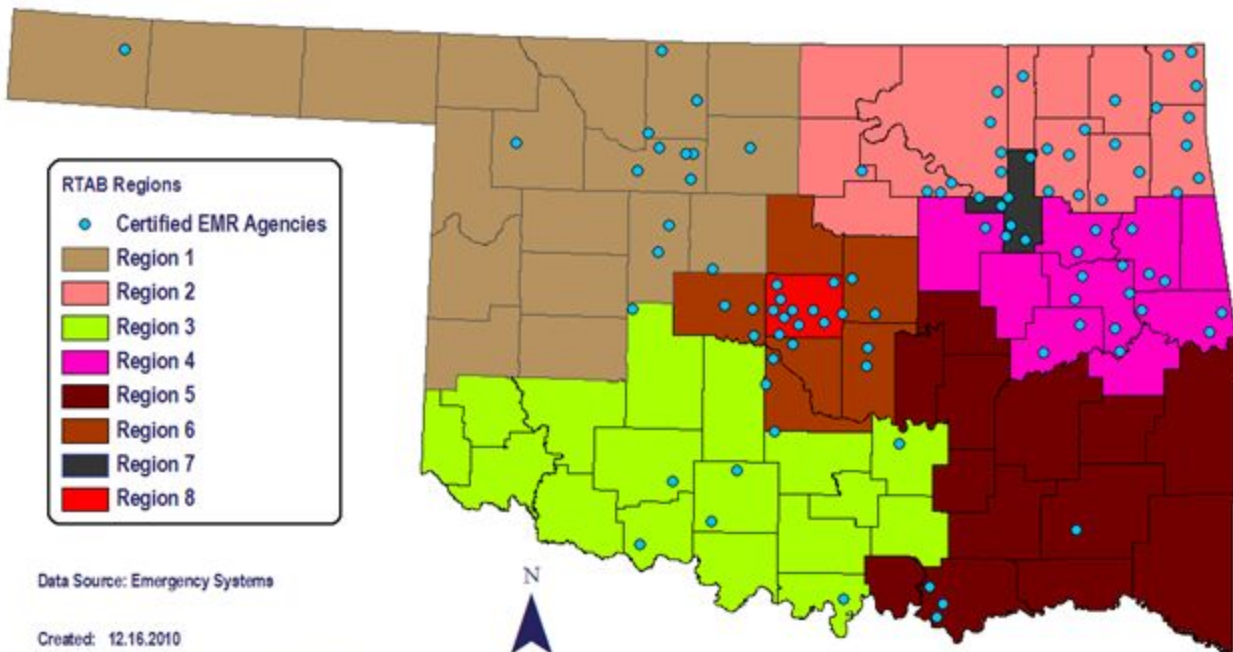 RTAB Regions
Certified EMR Agencies
Region 1
Region 2
Region 3
Region 4
Region 5
Region 6
Region 7
Region 8
Data Source: Emergency Systems
N
Created: 12.16.2010